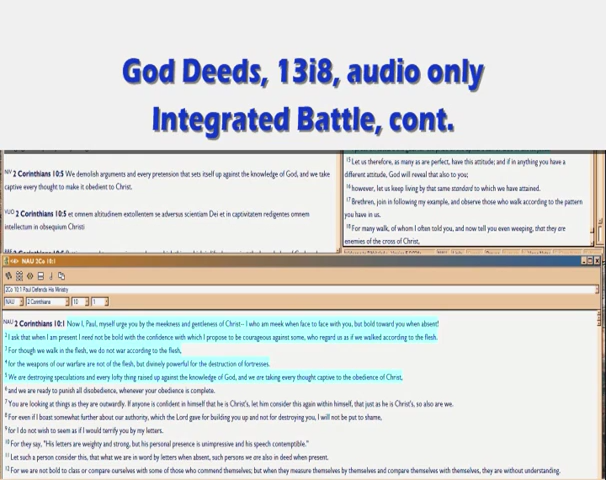 God Deeds, 13i8, audio only
Integrated Battle, cont.
NIV 2 Corinthians 10:5 We demolish arguments and every pretension that sets itself up against the knowledge of God, and we take
captive every thought to make it obedient to Christ.
VUO 2 Corinthians 10:5 et omnem altitudinem extollentem se adversus scientiam Dei et in captivitatem redigentes omnem
intellectum in obsequium Christi
15 Let us therefore, as many as are perfect, have this attitude; and if in anything you have a
different attitude, God will reveal that also to you;
16 however, let us keep living by that same standard to which we have attained.
17 Brethren, join in following my example, and observe those who walk according to the pattern
you have in us.
18 For many walk, of whom I often told you, and now tell you even weeping, that they are
enemies of the cross of Christ,
NAU 2Co 10:1
2Co 10:1 Paul Defends His Ministry
NAU 2 Corinthians 10 1
NAU 2 Corinthians 10:1 Now I, Paul, myself urge you by the meekness and gentleness of Christ-- I who am meek when face to face with you, but bold toward you when absent!
2 I ask that when I am present I need not be bold with the confidence with which I propose to be courageous against some, who regard us as if we walked according to the flesh.
3 For though we walk in the flesh, we do not war according to the flesh,
4 for the weapons of our warfare are not of the flesh, but divinely powerful for the destruction of fortresses.
5 We are destroying speculations and every lofty thing raised up against the knowledge of God, and we are taking every thought captive to the obedience of Christ,
6 and we are ready to punish all disobedience, whenever your obedience is complete.
7 You are looking at things as they are outward. If anyone is confident in himself that he is Christ's, let him consider this again within himself, that just as he is Christ's, so also are we.
8 For even if I boast somewhat further about our authority, which the Lord gave for building you up and not for destroying you, I will not be put to shame,
9 for I do not wish to seem as if I would terrify you by my letters.
10 For they say, "His letters are weighty and strong, but his personal presence is unimpressive and his speech contemptible."
11 Let such a person consider this, that what we are in word by letters when absent, such persons we are also in deed when present.
12 For we are not bold to class or compare ourselves with some of those who commend themselves; but when they measure themselves by themselves and compare themselves with themselves, they are without understanding.